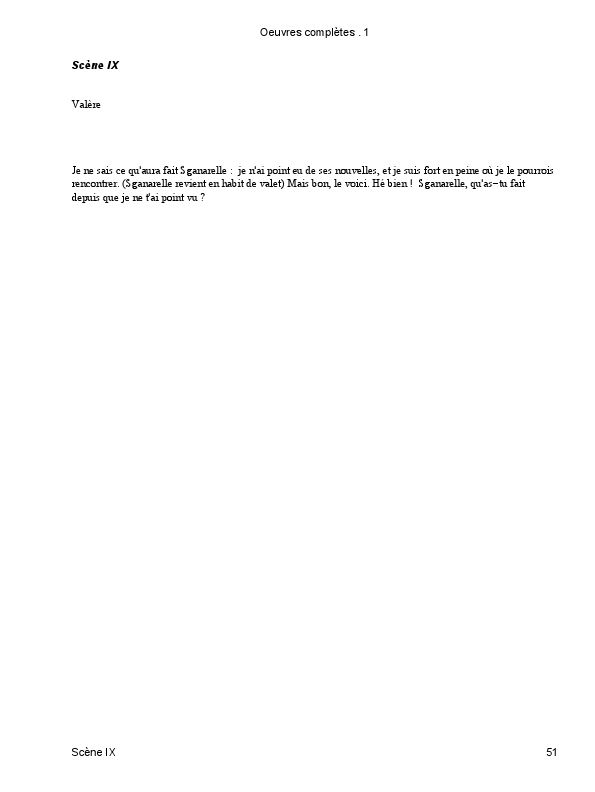 Oeuvres complètes . 1
Scène IX
Valère
Je ne sais ce qu'aura fait Sganarelle :  je n'ai point eu de ses nouvelles, et je suis fort en peine où je le pourrois
rencontrer. (Sganarelle revient en habit de valet) Mais bon, le voici. Hé bien !  Sganarelle, qu'as−tu fait
depuis que je ne t'ai point vu ?
Scène IX 51